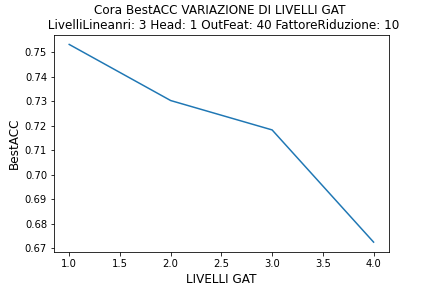 Cora BestACC VARIAZIONE DI LIVELLI GAT
LivelliLineanri: 3 Head: 1 OutFeat: 40 FattoreRiduzione: 10
BestACC
0.75
0.74
0.73
0.72
0.71
0.70
0.69
0.68
0.67
1.0 1.5 2.0 2.5 3.0 3.5 4.0
LIVELLI GAT